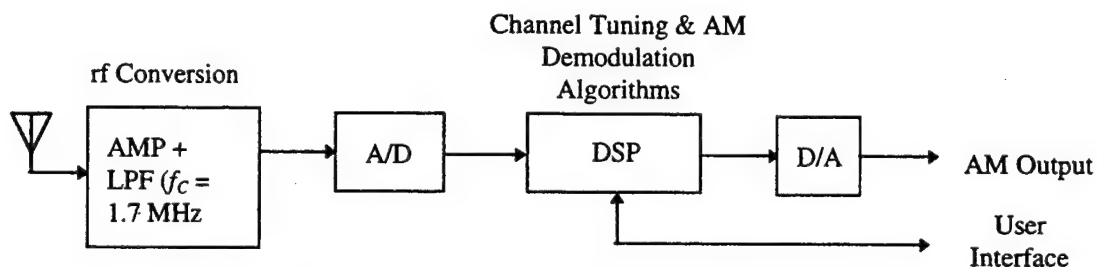 Channel Tuning & AM
Demodulation
Algorithms
rf Conversion
AMP +
LPF (fC =
1.7 MHz
A/D
DSP
D/A
AM Output
User
Interface